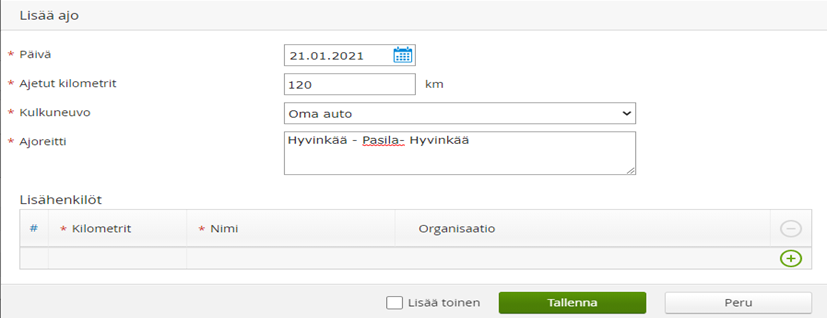 Lisää ajo
* Päivä 21.01.2021
* Ajetut kilometrit 120 km
* Kulkuneuvo Oma auto
* Ajoreitti Hyvinkää - Pasila- Hyvinkää
Lisähenkilöt
# * Kilometrit * Nimi Organisaatio
Lisää toinen Tallenna Peru